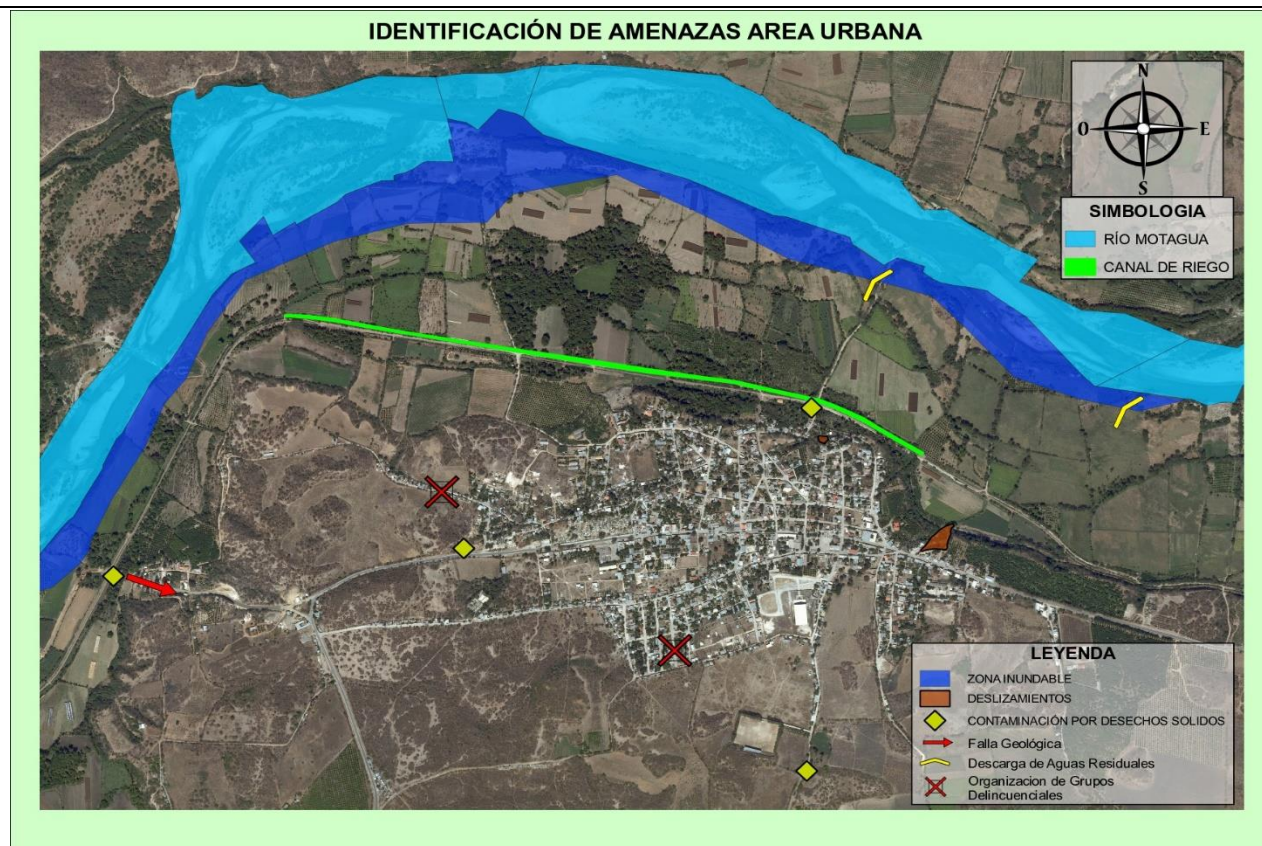 IDENTIFICACIÓN DE AMENAZAS AREA URBANA
N
O
E
S
SIMBOLOGIA
RÍO MOTAGUA
CANAL DE RIEGO
LEYENDA
ZONA INUNDABLE
DESLIZAMIENTOS
CONTAMINACIÓN POR DESECHOS SOLIDOS
Falla Geológica
Descarga de Aguas Residuales
Organizacion de Grupos
Delincuenciales